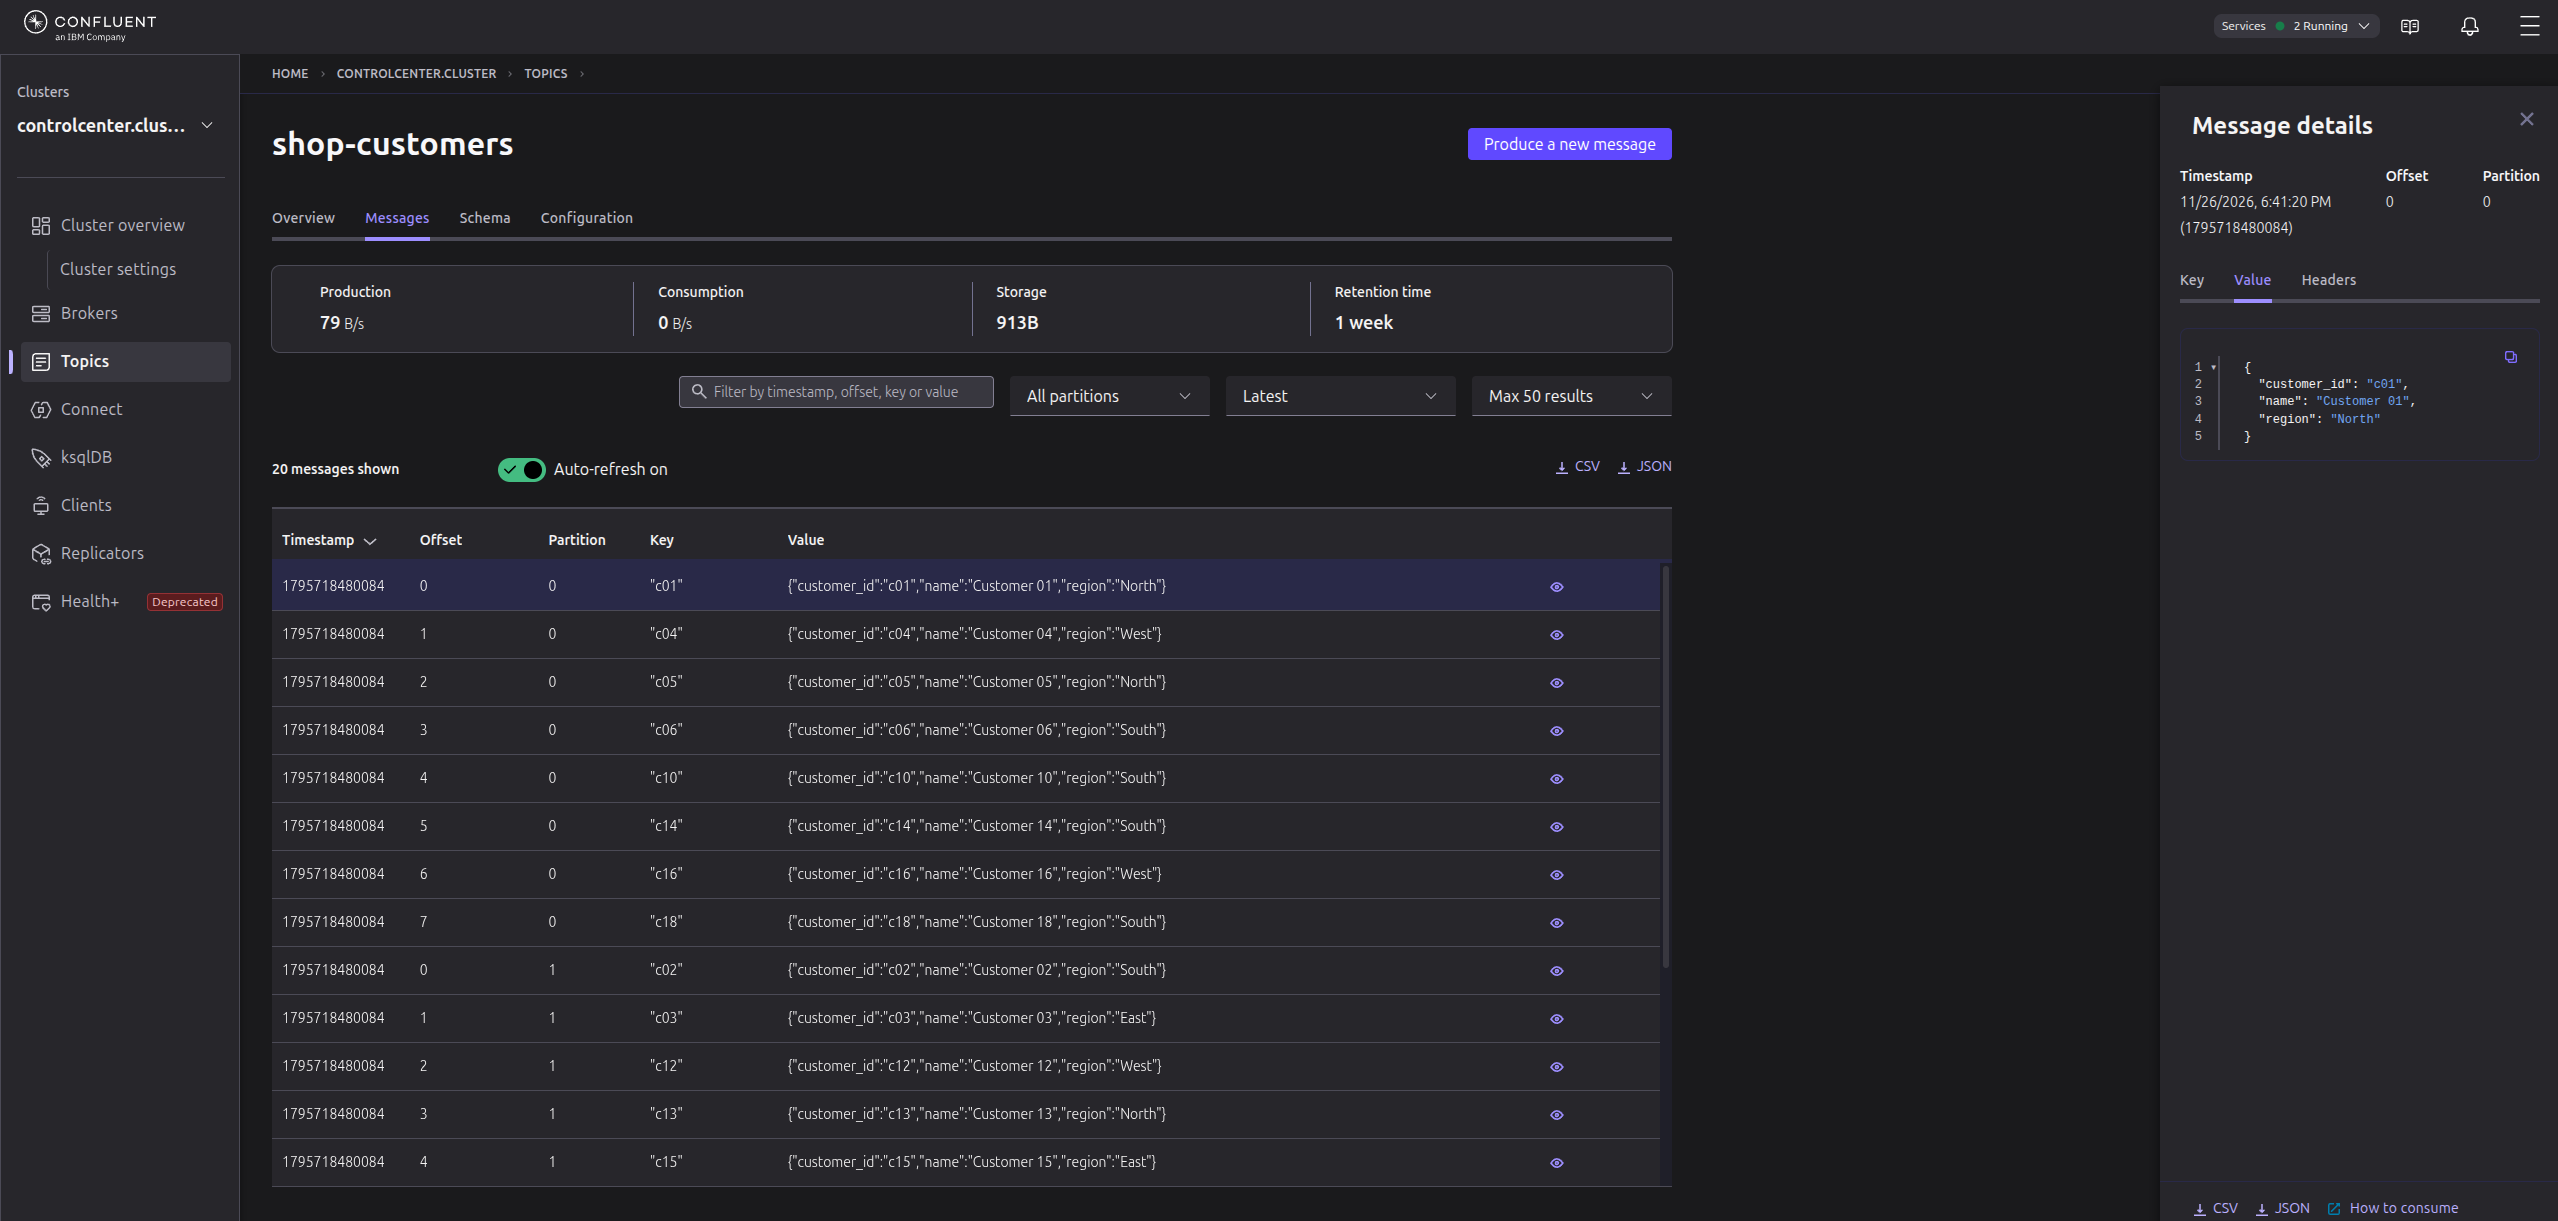 CONFLUENT
an IBM Company
Services 2 Running
HOME › CONTROLCENTER.CLUSTER › TOPICS ›
Clusters
controlcenter.clus...
Cluster overview
Cluster settings
Brokers
Topics
Connect
ksqlDB
Clients
Replicators
Health+ Deprecated
shop-customers
Produce a new message
Overview Messages Schema Configuration
Production Consumption Storage Retention time
79 B/s 0 B/s 913B 1 week
Filter by timestamp, offset, key or value All partitions Latest Max 50 results
20 messages shown Auto-refresh on CSV JSON
Timestamp Offset Partition Key Value
1795718480084 0 0 "c01" {"customer_id":"c01","name":"Customer 01","region":"North"}
1795718480084 1 0 "c04" {"customer_id":"c04","name":"Customer 04","region":"West"}
1795718480084 2 0 "c05" {"customer_id":"c05","name":"Customer 05","region":"North"}
1795718480084 3 0 "c06" {"customer_id":"c06","name":"Customer 06","region":"South"}
1795718480084 4 0 "c10" {"customer_id":"c10","name":"Customer 10","region":"South"}
1795718480084 5 0 "c14" {"customer_id":"c14","name":"Customer 14","region":"South"}
1795718480084 6 0 "c16" {"customer_id":"c16","name":"Customer 16","region":"West"}
1795718480084 7 0 "c18" {"customer_id":"c18","name":"Customer 18","region":"South"}
1795718480084 0 1 "c02" {"customer_id":"c02","name":"Customer 02","region":"South"}
1795718480084 1 1 "c03" {"customer_id":"c03","name":"Customer 03","region":"East"}
1795718480084 2 1 "c12" {"customer_id":"c12","name":"Customer 12","region":"West"}
1795718480084 3 1 "c13" {"customer_id":"c13","name":"Customer 13","region":"North"}
1795718480084 4 1 "c15" {"customer_id":"c15","name":"Customer 15","region":"East"}
Message details
Timestamp Offset Partition
11/26/2026, 6:41:20 PM 0 0
(1795718480084)
Key Value Headers
1 {
2 "customer_id": "c01",
3 "name": "Customer 01",
4 "region": "North"
5 }
CSV JSON How to consume